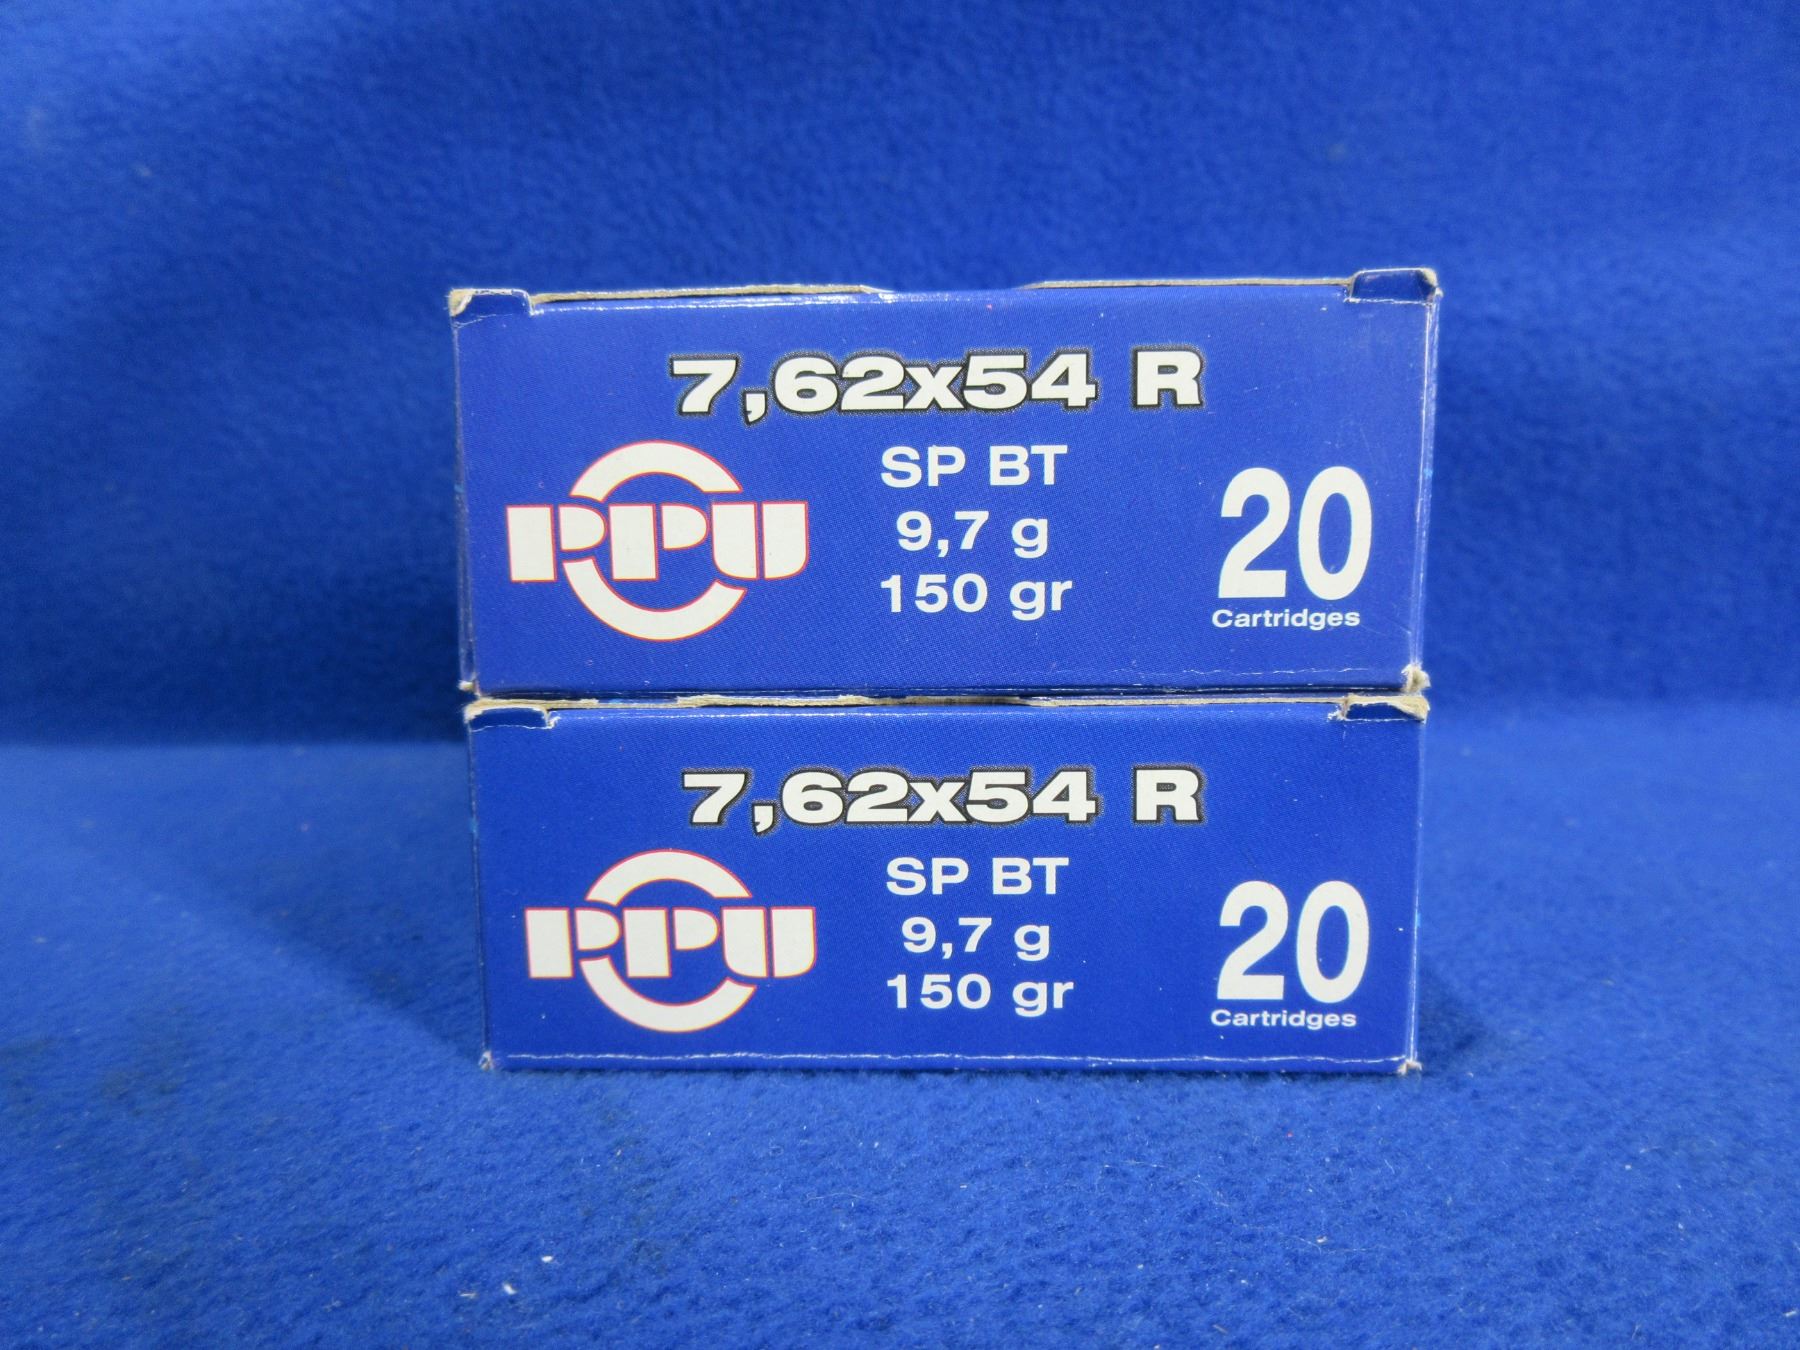 7,62x54 R
PPU
SP BT
9,7 g
150 gr
20
Cartridges
7,62x54 R
PPU
SP BT
9,7 g
150 gr
20
Cartridges